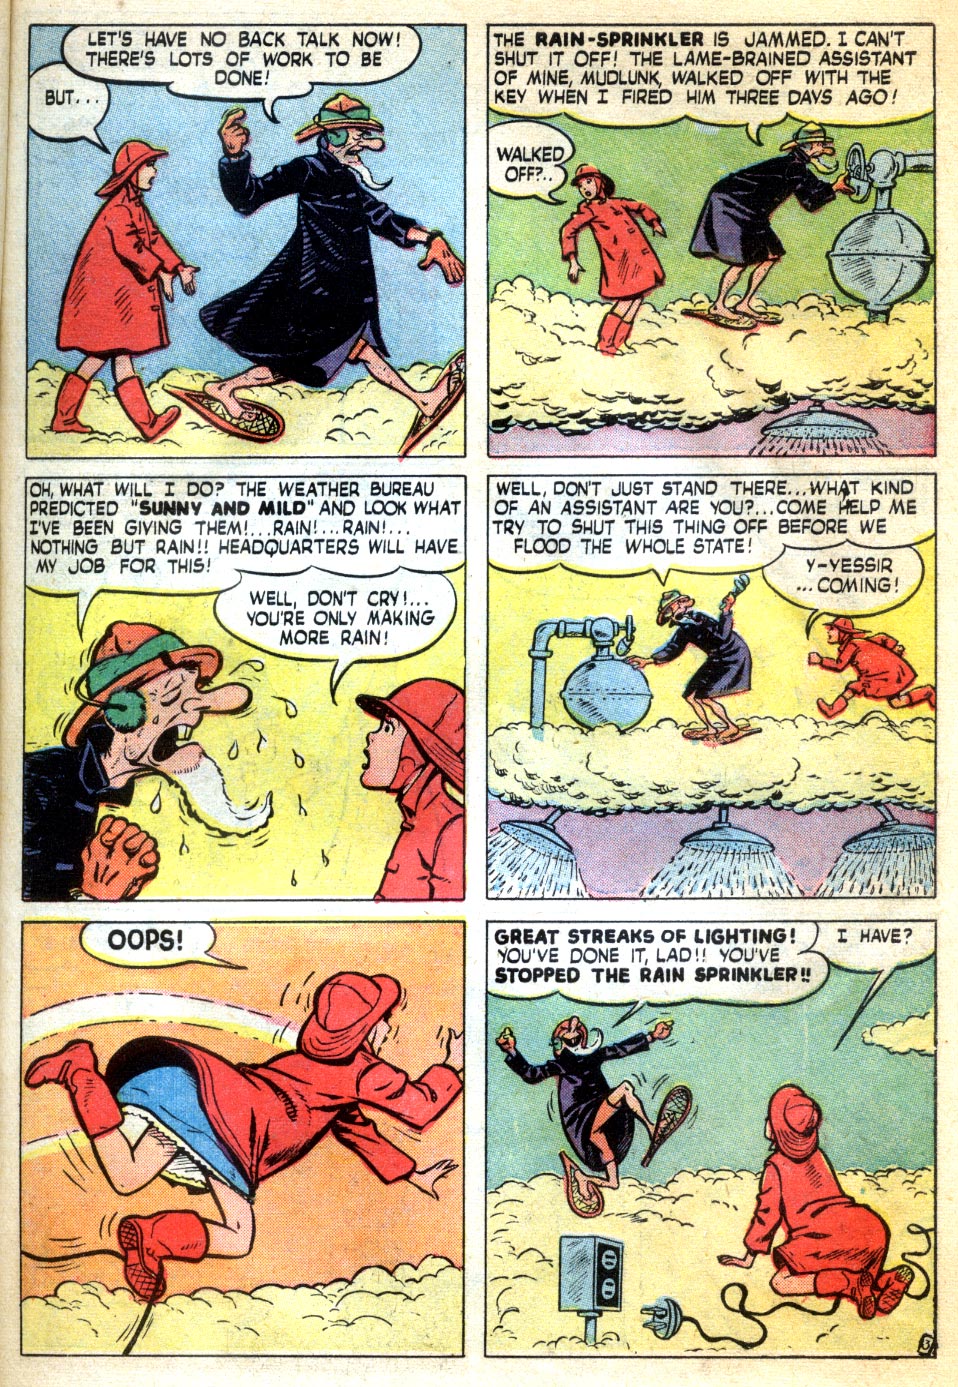 LET'S HAVE NO BACK TALK NOW!
THERE'S LOTS OF WORK TO BE
DONE!
BUT...
THE RAIN-SPRINKLER IS JAMMED. I CAN'T
SHUT IT OFF! THE LAME-BRAINED ASSISTANT
OF MINE, MUDLUNK, WALKED OFF WITH THE
KEY WHEN I FIRED HIM THREE DAYS AGO!
WALKED
OFF?..
OH, WHAT WILL I DO? THE WEATHER BUREAU
PREDICTED "SUNNY AND MILD" AND LOOK WHAT
I'VE BEEN GIVING THEM!...RAIN!...RAIN!...
NOTHING BUT RAIN!! HEADQUARTERS WILL HAVE
MY JOB FOR THIS!
WELL, DON'T CRY!...
YOU'RE ONLY MAKING
MORE RAIN!
WELL, DON'T JUST STAND THERE...WHAT KIND
OF AN ASSISTANT ARE YOU?...COME HELP ME
TRY TO SHUT THIS THING OFF BEFORE WE
FLOOD THE WHOLE STATE!
Y-YESSIR
...COMING!
OOPS!
GREAT STREAKS OF LIGHTING!
YOU'VE DONE IT, LAD!! YOU'VE
STOPPED THE RAIN SPRINKLER!!
I HAVE?
3